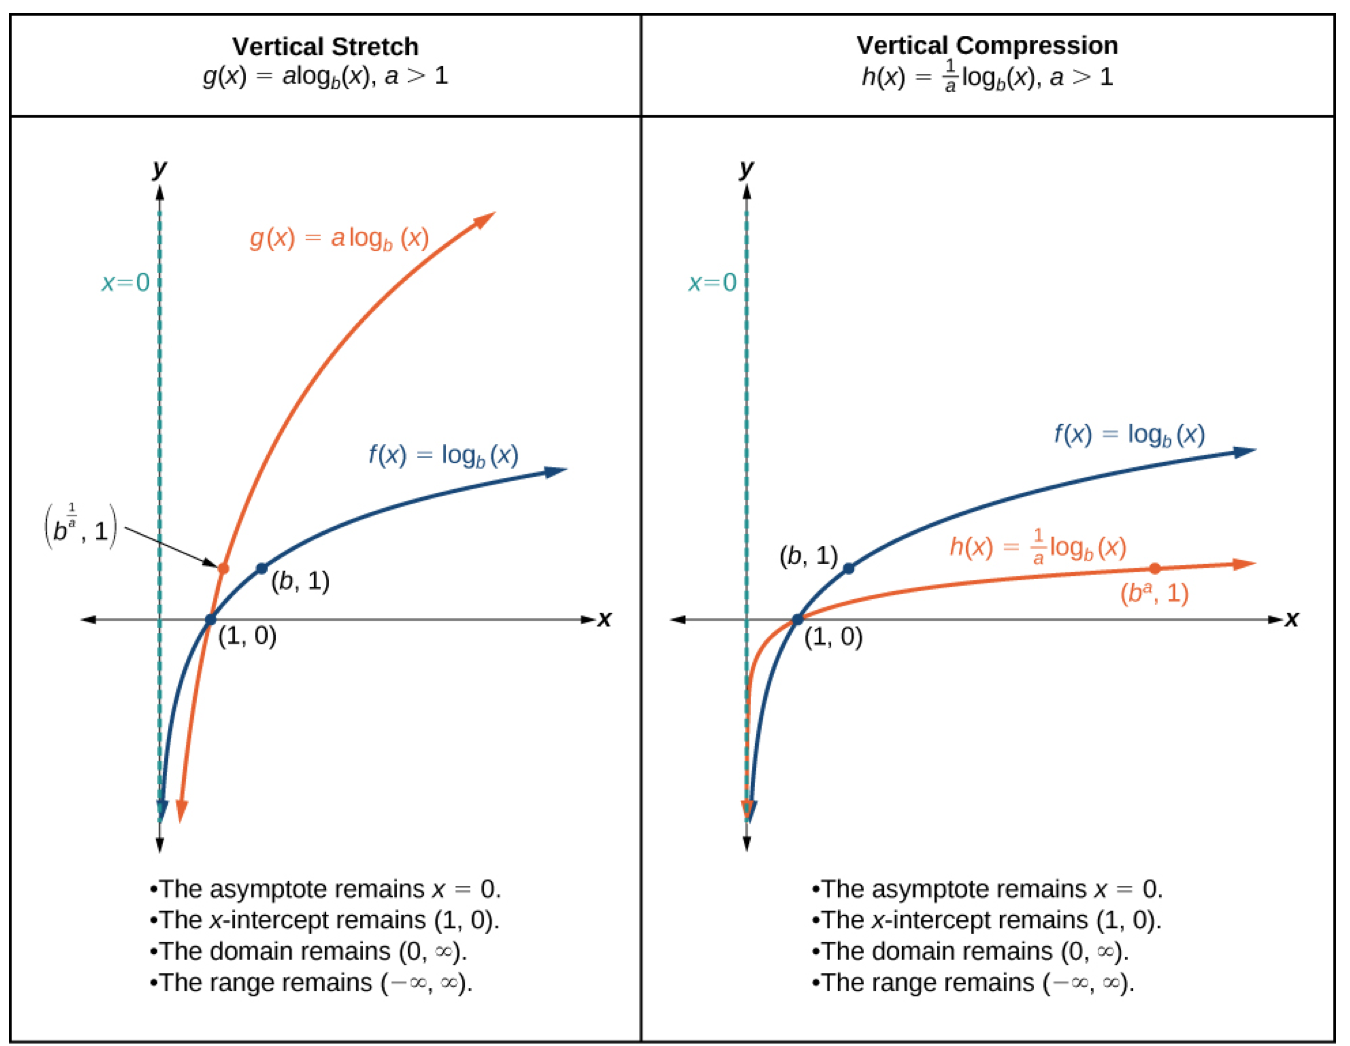 Vertical Stretch
g(x) = alog_b(x), a > 1
y
g(x) = a log_b (x)
x=0
f(x) = log_b (x)
(b^{1/a}, 1)
(b, 1)
x
(1, 0)
•The asymptote remains x = 0.
•The x-intercept remains (1, 0).
•The domain remains (0, ∞).
•The range remains (−∞, ∞).
Vertical Compression
h(x) = 1/a log_b(x), a > 1
y
x=0
f(x) = log_b (x)
h(x) = 1/a log_b (x)
(b, 1)
(b^a, 1)
x
(1, 0)
•The asymptote remains x = 0.
•The x-intercept remains (1, 0).
•The domain remains (0, ∞).
•The range remains (−∞, ∞).